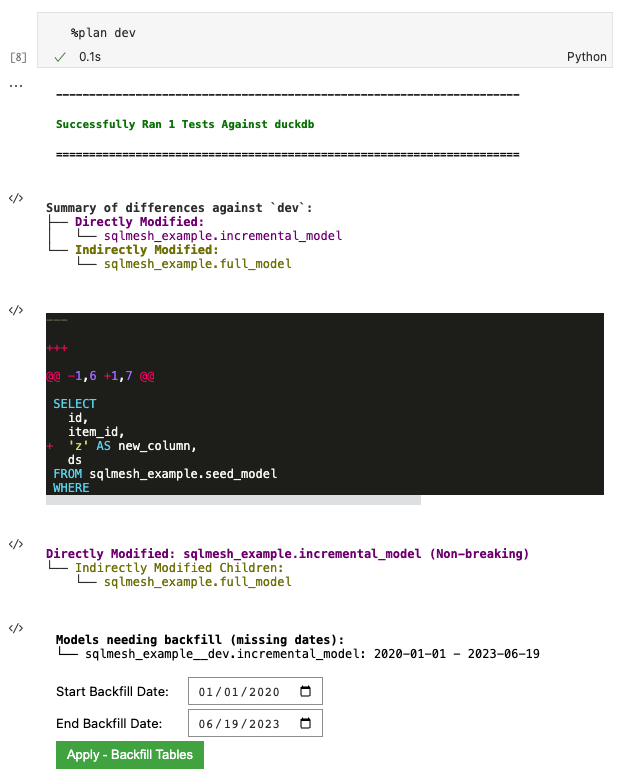 %plan dev
[8]
0.1s
Python
...
----------------------------------------------------------------------
Successfully Ran 1 Tests Against duckdb
======================================================================
</>
Summary of differences against `dev`:
├── Directly Modified:
│   └── sqlmesh_example.incremental_model
└── Indirectly Modified:
    └── sqlmesh_example.full_model
</>
---
+++
@@ -1,6 +1,7 @@
SELECT
id,
item_id,
+ 'z' AS new_column,
ds
FROM sqlmesh_example.seed_model
WHERE
</>
Directly Modified: sqlmesh_example.incremental_model (Non-breaking)
└── Indirectly Modified Children:
    └── sqlmesh_example.full_model
</>
Models needing backfill (missing dates):
└── sqlmesh_example__dev.incremental_model: 2020-01-01 - 2023-06-19
Start Backfill Date: 01/01/2020
End Backfill Date: 06/19/2023
Apply - Backfill Tables